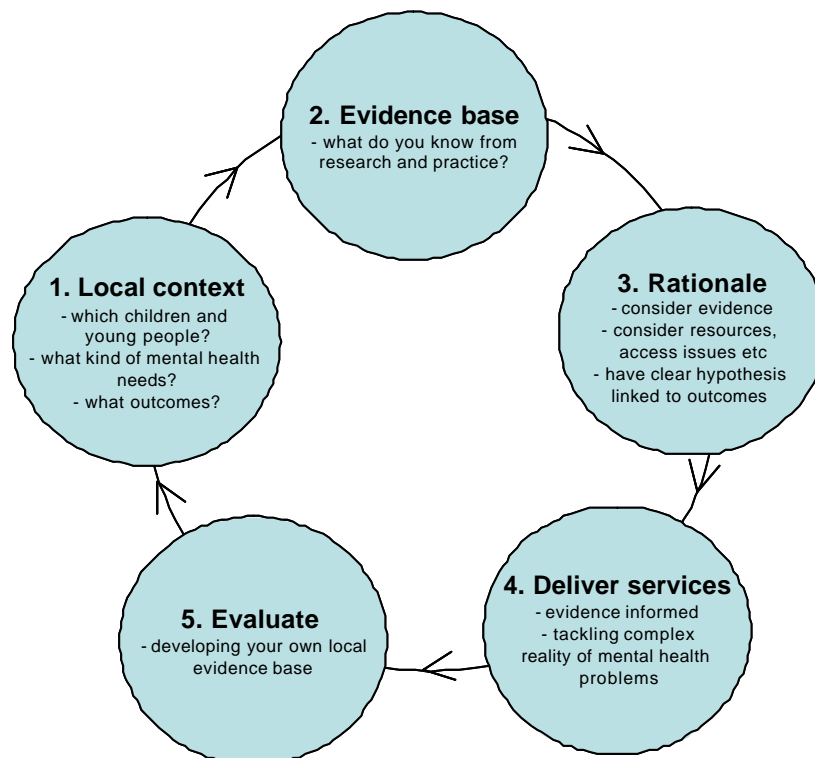 1. Local context
- which children and
young people?
- what kind of mental health
needs?
- what outcomes?
2. Evidence base
- what do you know from
research and practice?
3. Rationale
- consider evidence
- consider resources,
access issues etc
- have clear hypothesis
linked to outcomes
4. Deliver services
- evidence informed
- tackling complex
reality of mental health
problems
5. Evaluate
- developing your own local
evidence base